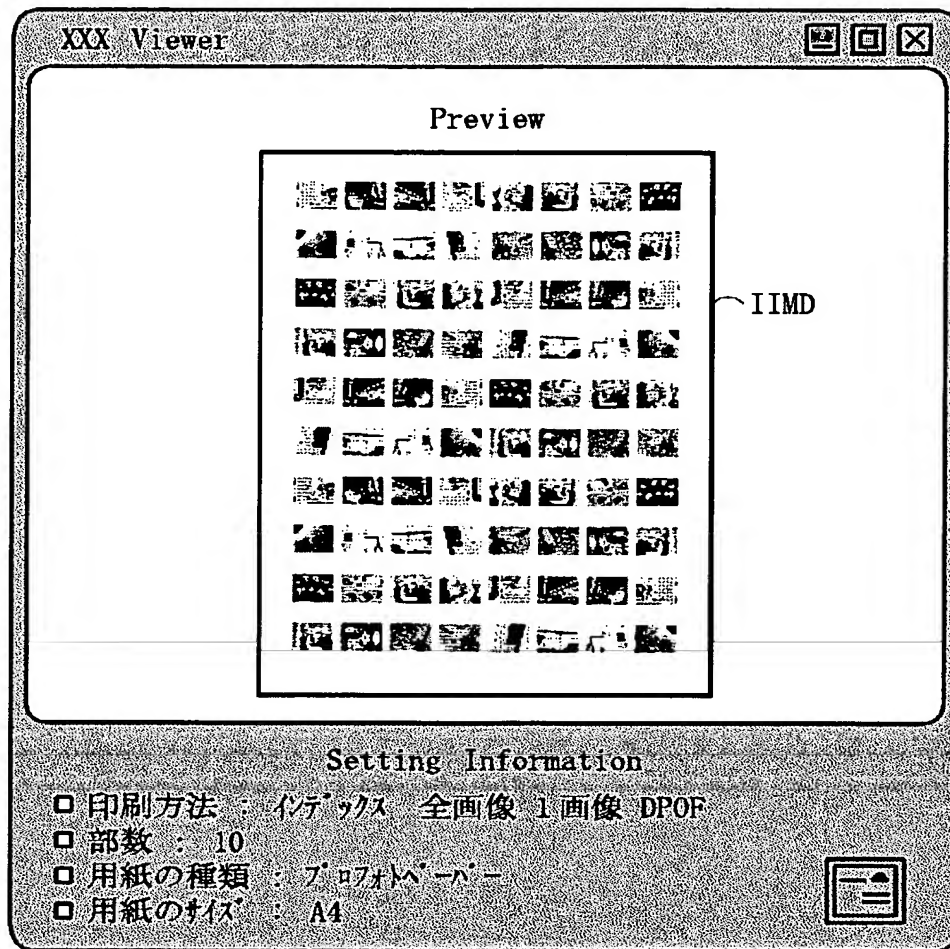 XXX Viewer
Preview
IIMD
Setting Information
印刷方法 : インデックス 全画像 1画像 DPOF
部数 : 10
用紙の種類 : プロフォトペーパー
用紙のサイズ : A4